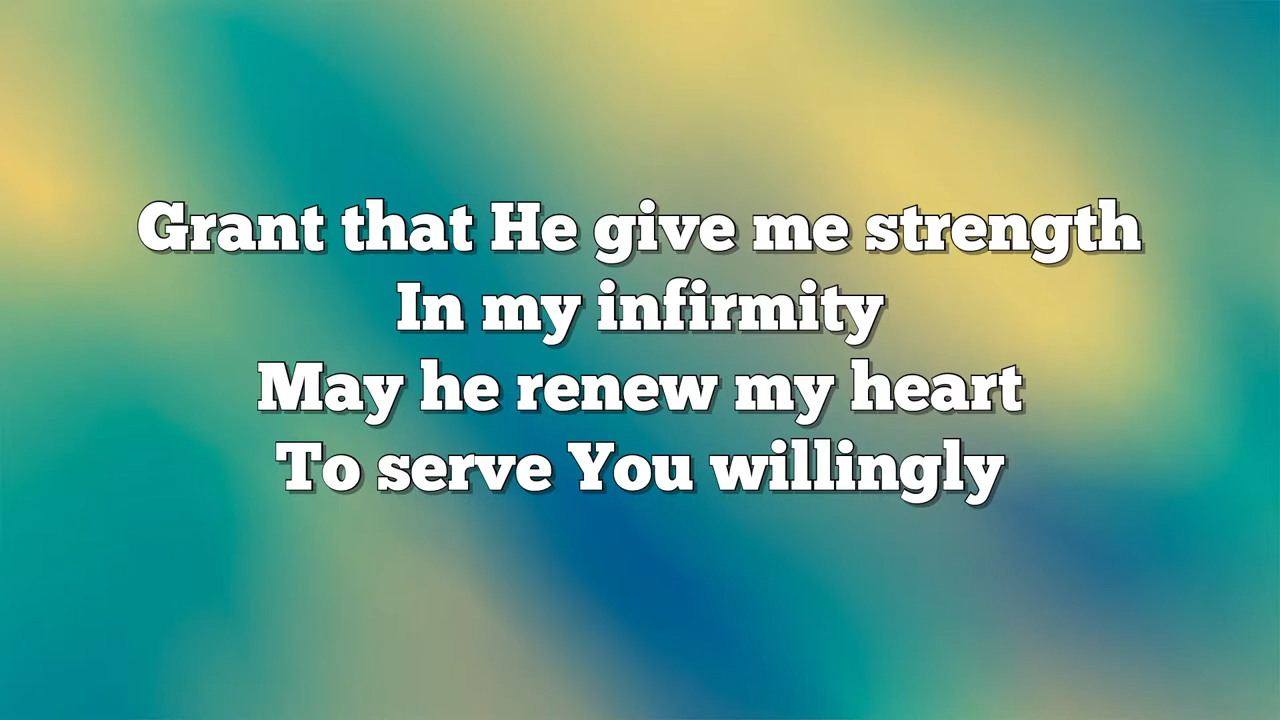 Grant that He give me strength
In my infirmity
May he renew my heart
To serve You willingly